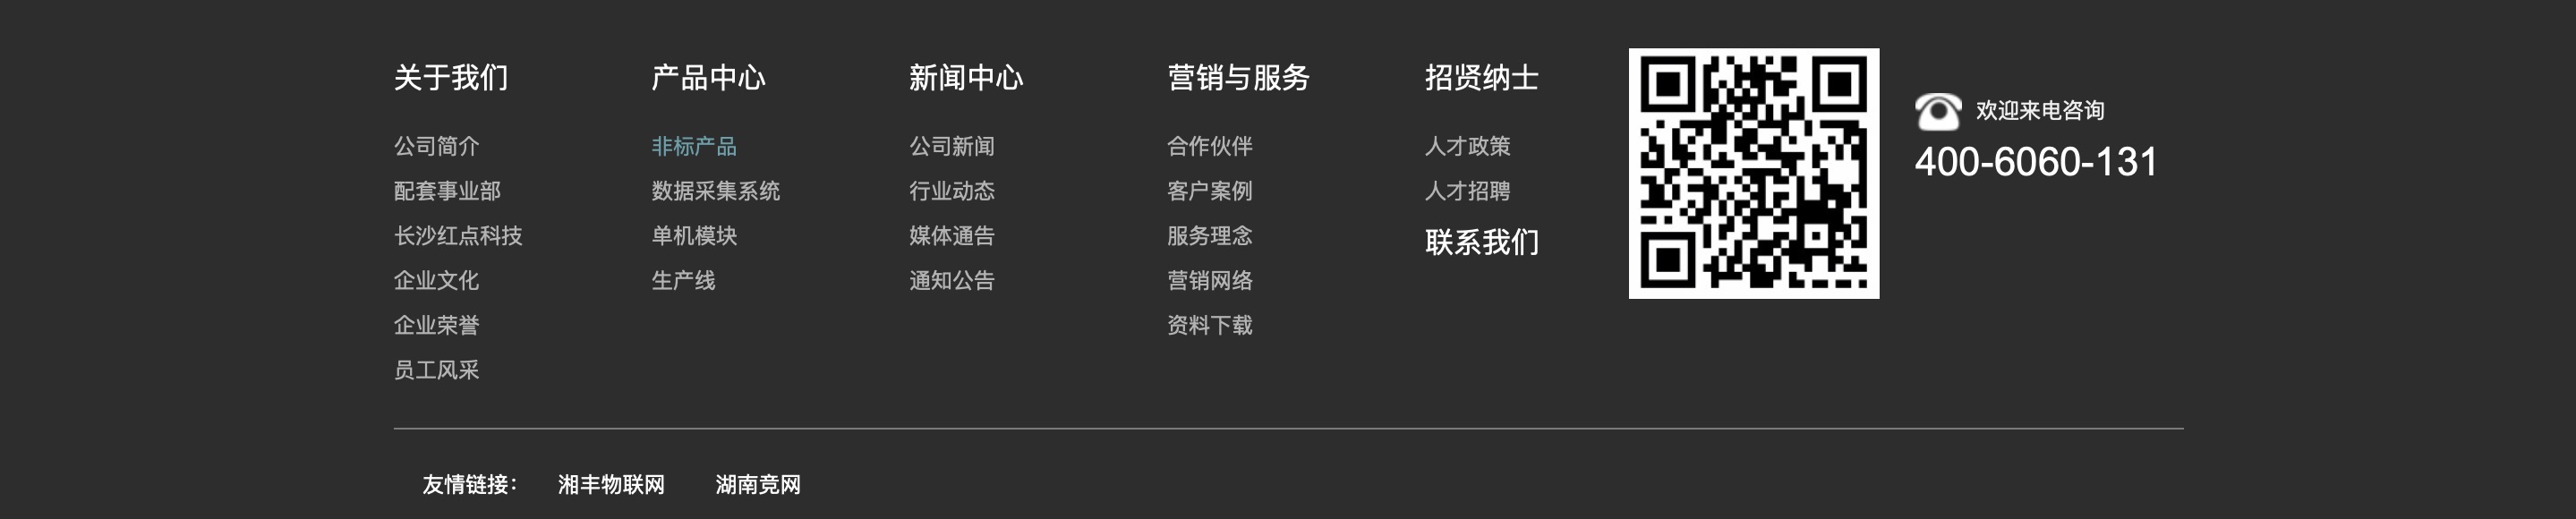 关于我们
公司简介
配套事业部
长沙红点科技
企业文化
企业荣誉
员工风采
产品中心
非标产品
数据采集系统
单机模块
生产线
新闻中心
公司新闻
行业动态
媒体通告
通知公告
营销与服务
合作伙伴
客户案例
服务理念
营销网络
资料下载
招贤纳士
人才政策
人才招聘
联系我们
欢迎来电咨询
400-6060-131
友情链接： 湘丰物联网 湖南竞网